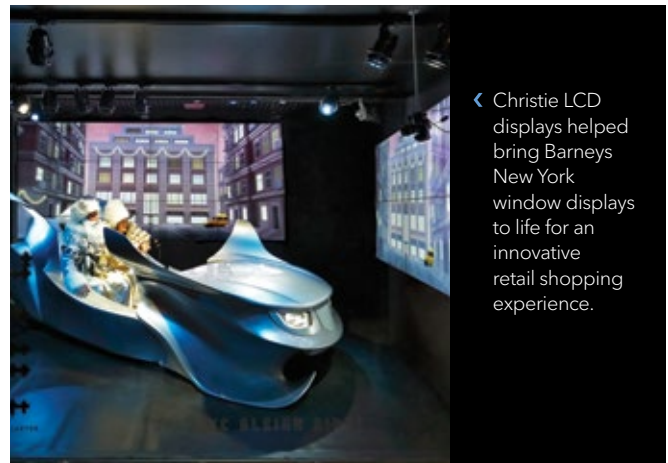 ‹ Christie LCD
displays helped
bring Barneys
New York
window displays
to life for an
innovative
retail shopping
experience.